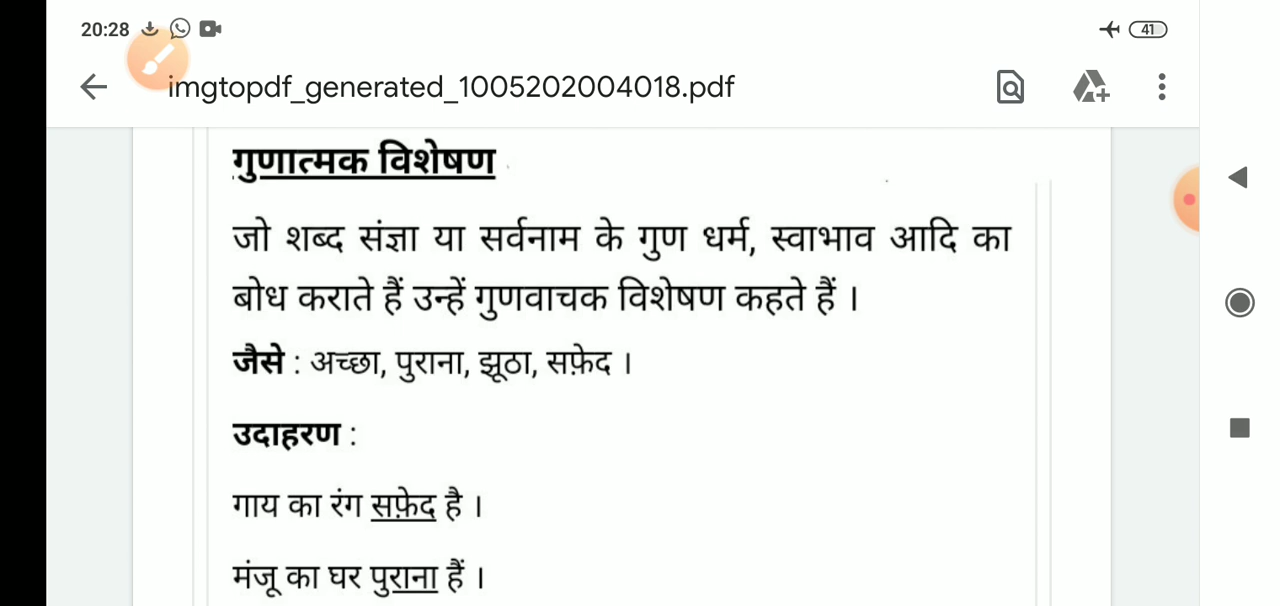 20:28
41
imgtopdf_generated_1005202004018.pdf
गुणात्मक विशेषण
जो शब्द संज्ञा या सर्वनाम के गुण धर्म, स्वाभाव आदि का
बोध कराते हैं उन्हें गुणवाचक विशेषण कहते हैं ।
जैसे : अच्छा, पुराना, झूठा, सफ़ेद ।
उदाहरण :
गाय का रंग सफ़ेद है ।
मंजू का घर पुराना हैं ।